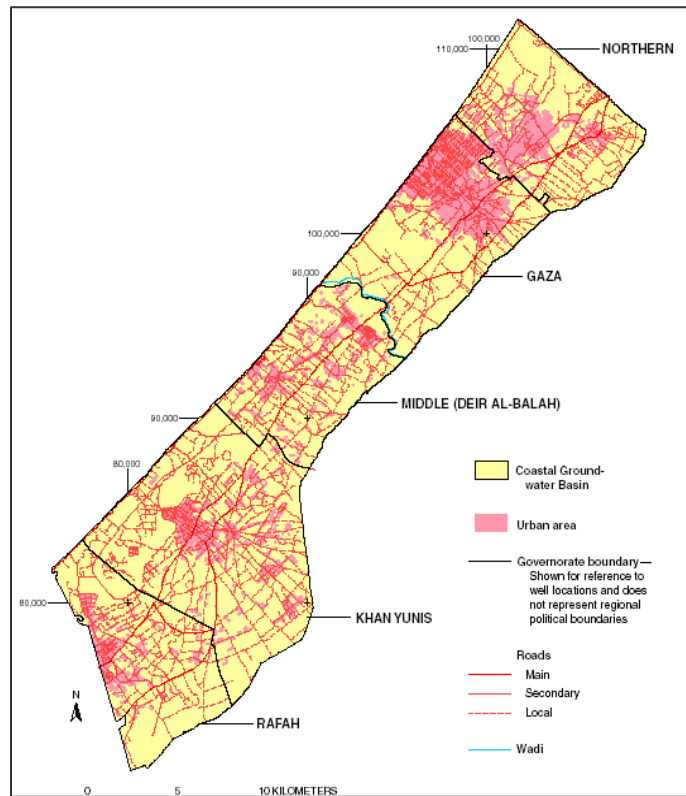 100,000
110,000
NORTHERN
100,000
90,000
GAZA
MIDDLE (DEIR AL-BALAH)
90,000
80,000
Coastal Ground-
water Basin
Urban area
Governorate boundary—
Shown for reference to
well locations and does
not represent regional
political boundaries
80,000
KHAN YUNIS
Roads
Main
Secondary
Local
N
RAFAH
Wadi
0 5 10 KILOMETERS